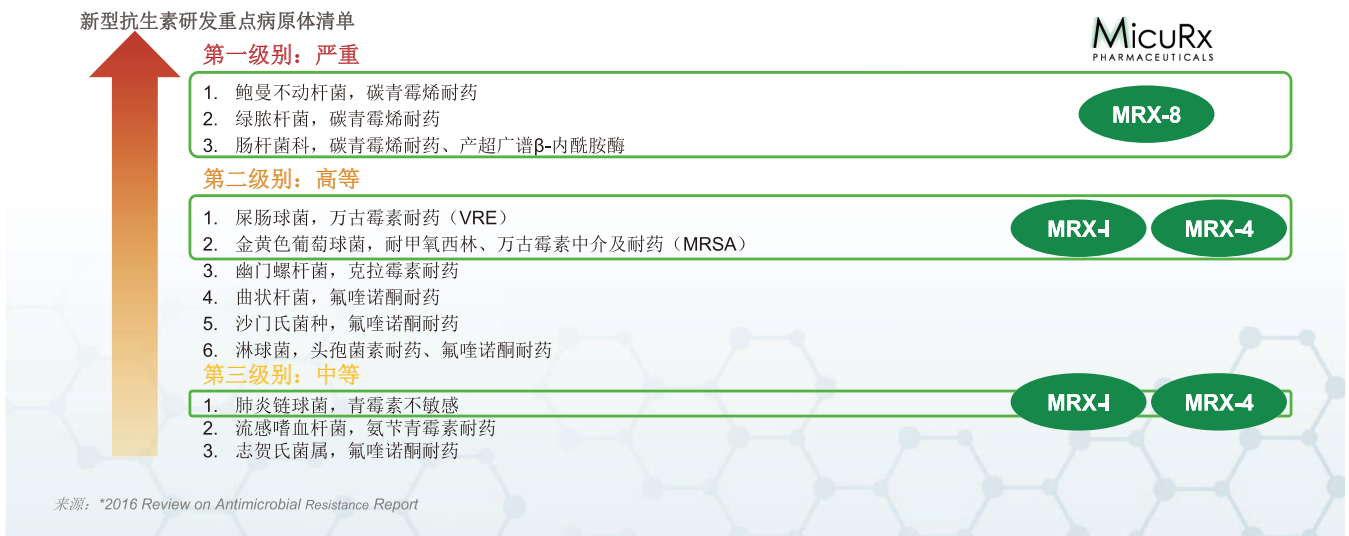 新型抗生素研发重点病原体清单
MicuRx
PHARMACEUTICALS
第一级别：严重
1. 鲍曼不动杆菌，碳青霉烯耐药
2. 绿脓杆菌，碳青霉烯耐药
3. 肠杆菌科，碳青霉烯耐药、产超广谱β-内酰胺酶
MRX-8
第二级别：高等
1. 屎肠球菌，万古霉素耐药（VRE）
2. 金黄色葡萄球菌，耐甲氧西林、万古霉素中介及耐药（MRSA）
MRX-I MRX-4
3. 幽门螺杆菌，克拉霉素耐药
4. 曲状杆菌，氟喹诺酮耐药
5. 沙门氏菌种，氟喹诺酮耐药
6. 淋球菌，头孢菌素耐药、氟喹诺酮耐药
第三级别：中等
1. 肺炎链球菌，青霉素不敏感
MRX-I MRX-4
2. 流感嗜血杆菌，氨苄青霉素耐药
3. 志贺氏菌属，氟喹诺酮耐药
来源：*2016 Review on Antimicrobial Resistance Report